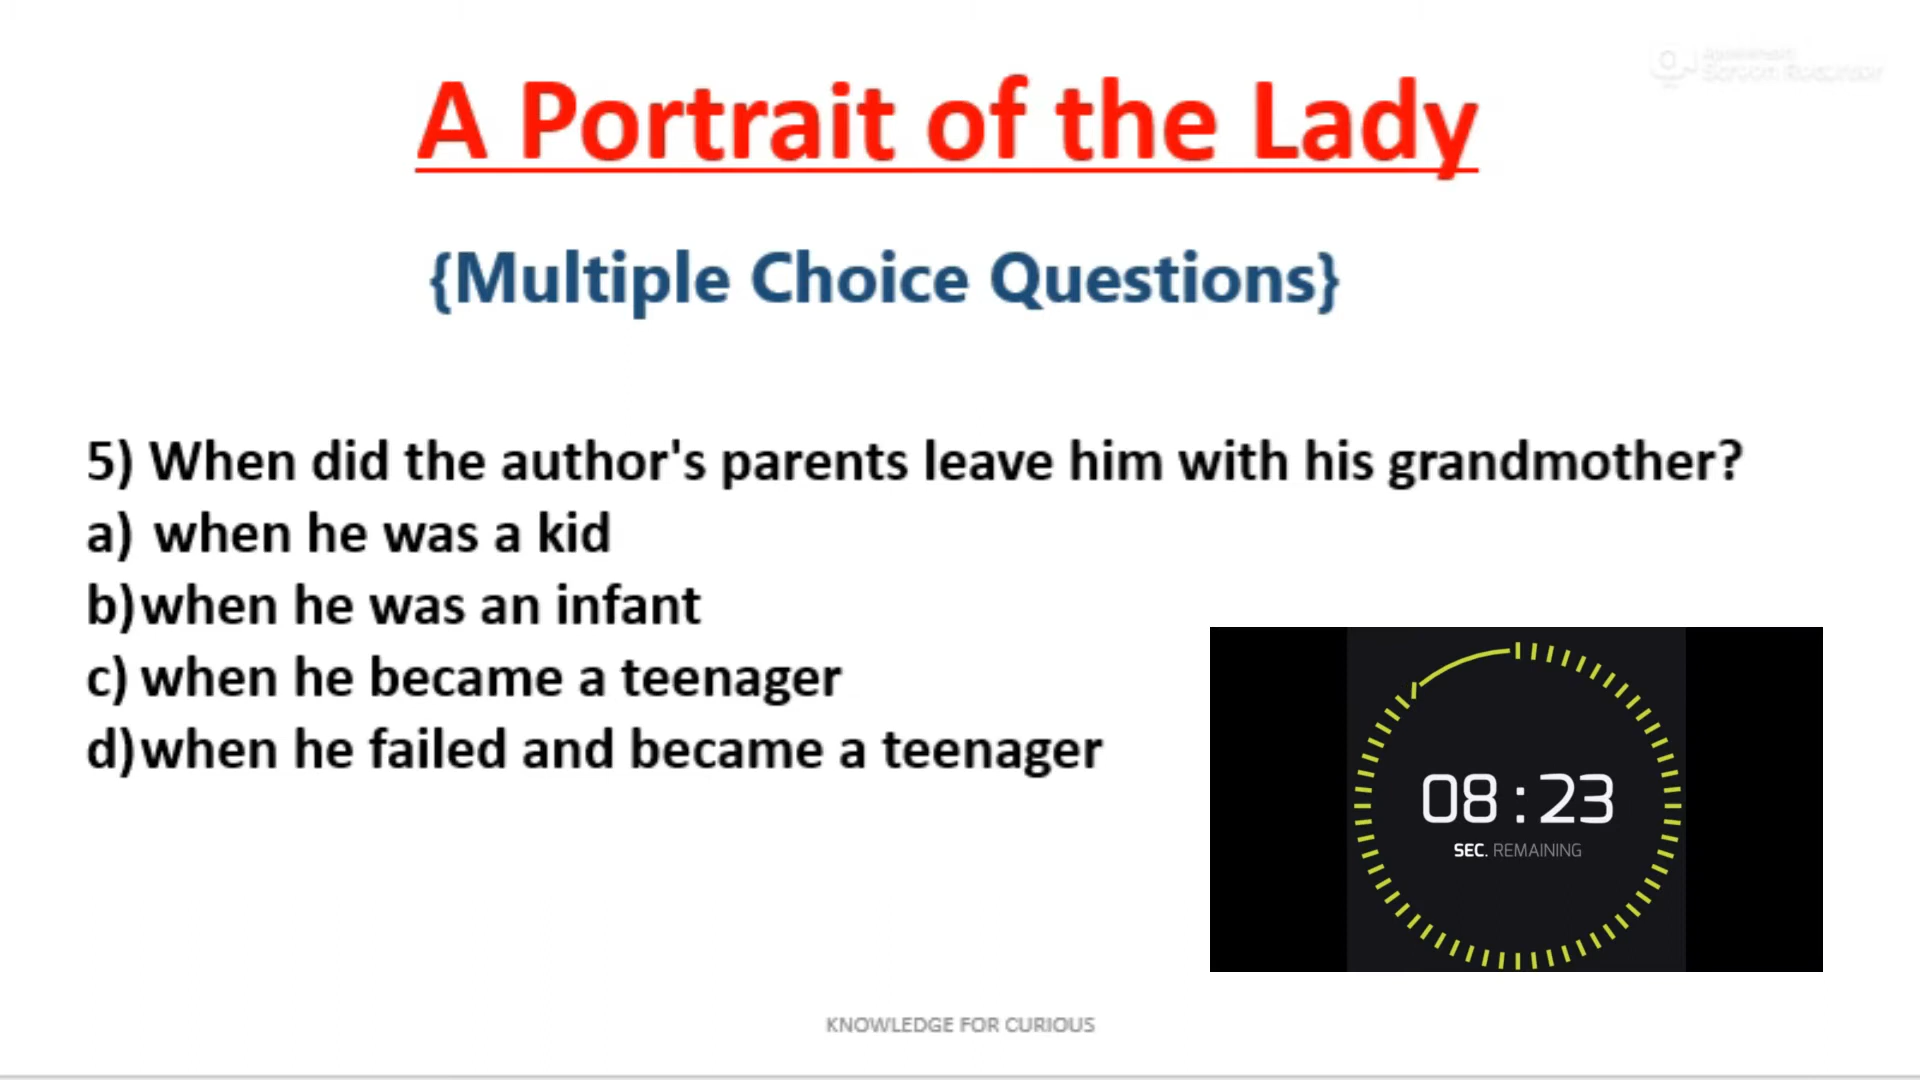 A Portrait of the Lady
{Multiple Choice Questions}
5) When did the author's parents leave him with his grandmother?
a) when he was a kid
b)when he was an infant
c) when he became a teenager
d)when he failed and became a teenager
08:23
SEC. REMAINING
KNOWLEDGE FOR CURIOUS